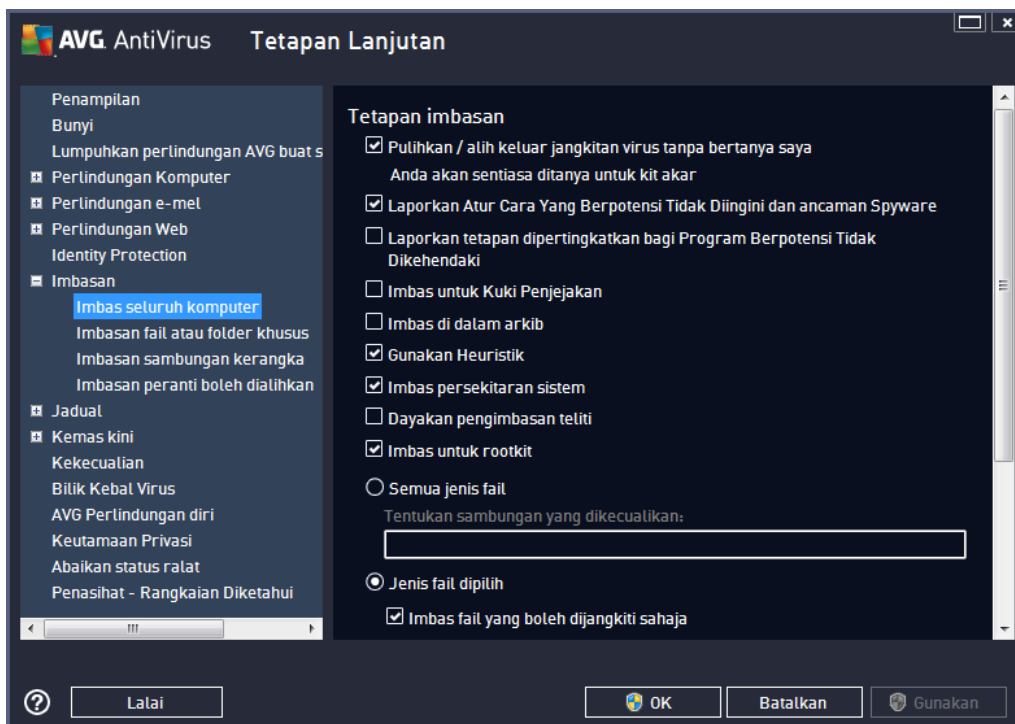 AVG. AntiVirus Tetapan Lanjutan
Penampilan
Bunyi
Lumpuhkan perlindungan AVG buat s
Perlindungan Komputer
Perlindungan e-mel
Perlindungan Web
Identity Protection
Imbasan
Imbas seluruh komputer
Imbasan fail atau folder khusus
Imbasan sambungan kerangka
Imbasan peranti boleh dialihkan
Jadual
Kemas kini
Kekecualian
Bilik Kebal Virus
AVG Perlindungan diri
Keutamaan Privasi
Abaikan status ralat
Penasihat - Rangkaian Diketahui
Tetapan imbasan
Pulihkan / alih keluar jangkitan virus tanpa bertanya saya
Anda akan sentiasa ditanya untuk kit akar
Laporkan Atur Cara Yang Berpotensi Tidak Diingini dan ancaman Spyware
Laporkan tetapan dipertingkatkan bagi Program Berpotensi Tidak
Dikehendaki
Imbas untuk Kuki Penjejakan
Imbas di dalam arkib
Gunakan Heuristik
Imbas persekitaran sistem
Dayakan pengimbasan teliti
Imbas untuk rootkit
Semua jenis fail
Tentukan sambungan yang dikecualikan:
Jenis fail dipilih
Imbas fail yang boleh dijangkiti sahaja
Lalai
OK
Batalkan
Gunakan